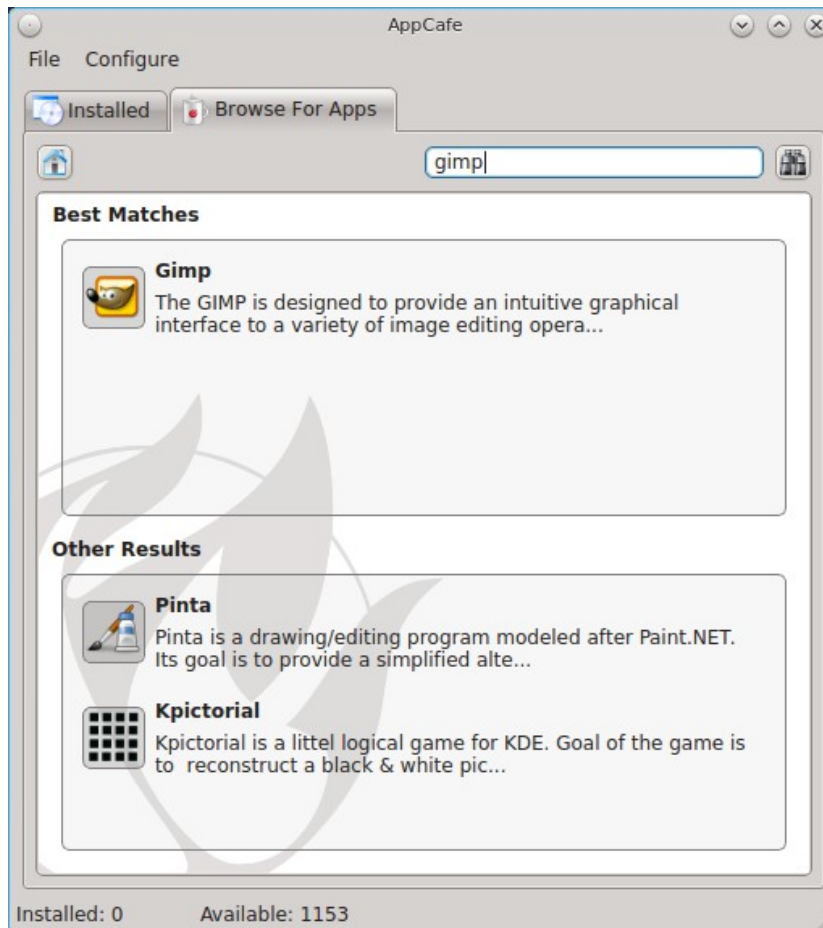 AppCafe
File Configure
Installed Browse For Apps
gimp
Best Matches
Gimp
The GIMP is designed to provide an intuitive graphical
interface to a variety of image editing opera...
Other Results
Pinta
Pinta is a drawing/editing program modeled after Paint.NET.
Its goal is to provide a simplified alte...
Kpictorial
Kpictorial is a littel logical game for KDE. Goal of the game is
to  reconstruct a black & white pic...
Installed: 0 Available: 1153